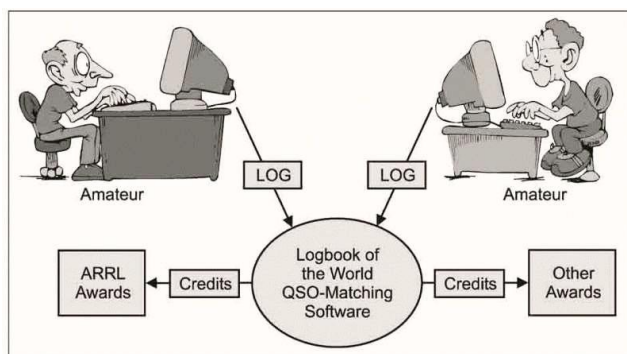 Amateur
Amateur
LOG
LOG
Logbook of
the World
QSO-Matching
Software
ARRL
Awards
Credits
Credits
Other
Awards